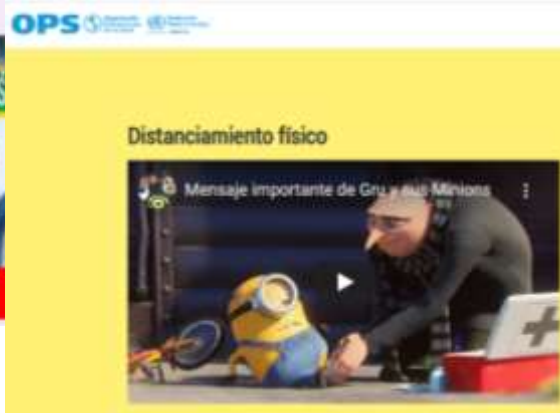 OPS
Distanciamiento físico
Mensaje importante de Gru y sus Minions